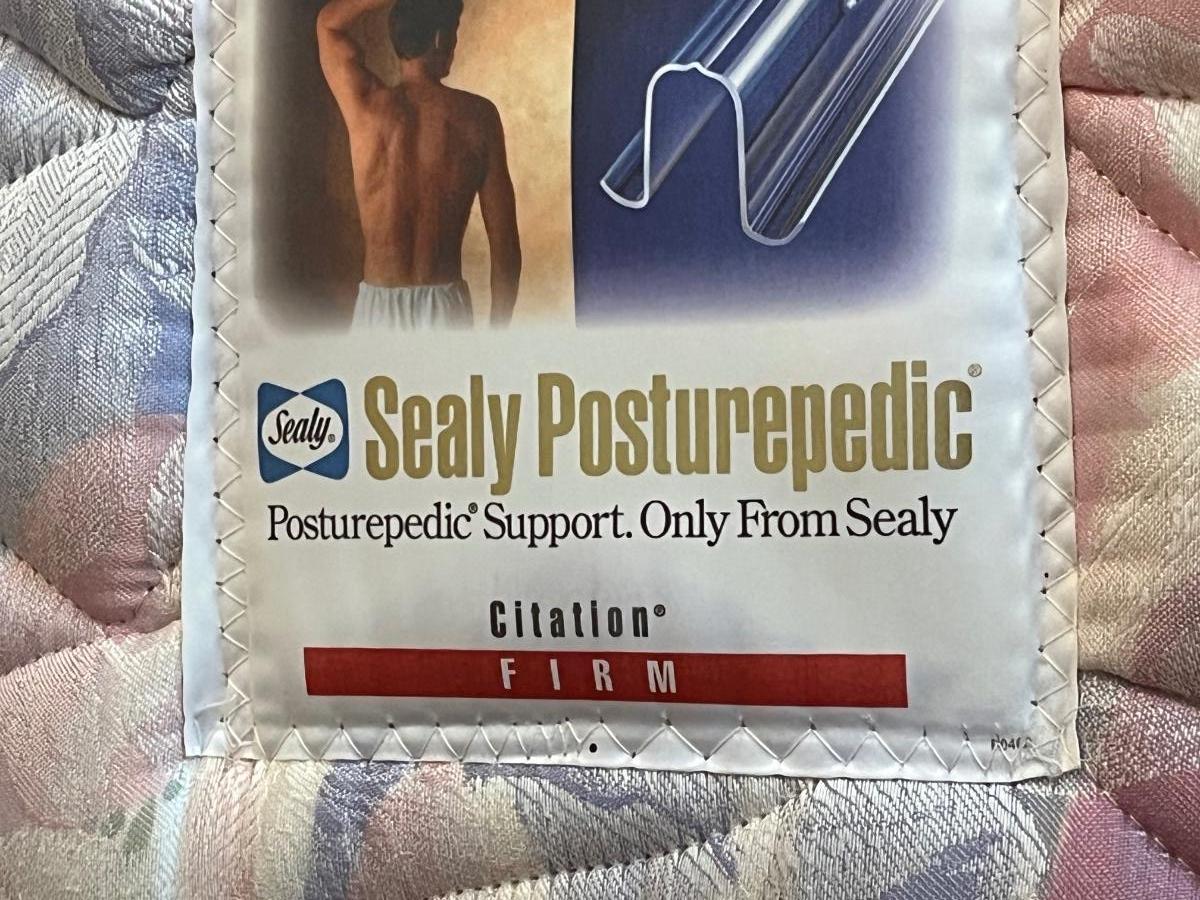 Sealy®
Sealy Posturepedic®
Posturepedic® Support. Only From Sealy
Citation®
FIRM